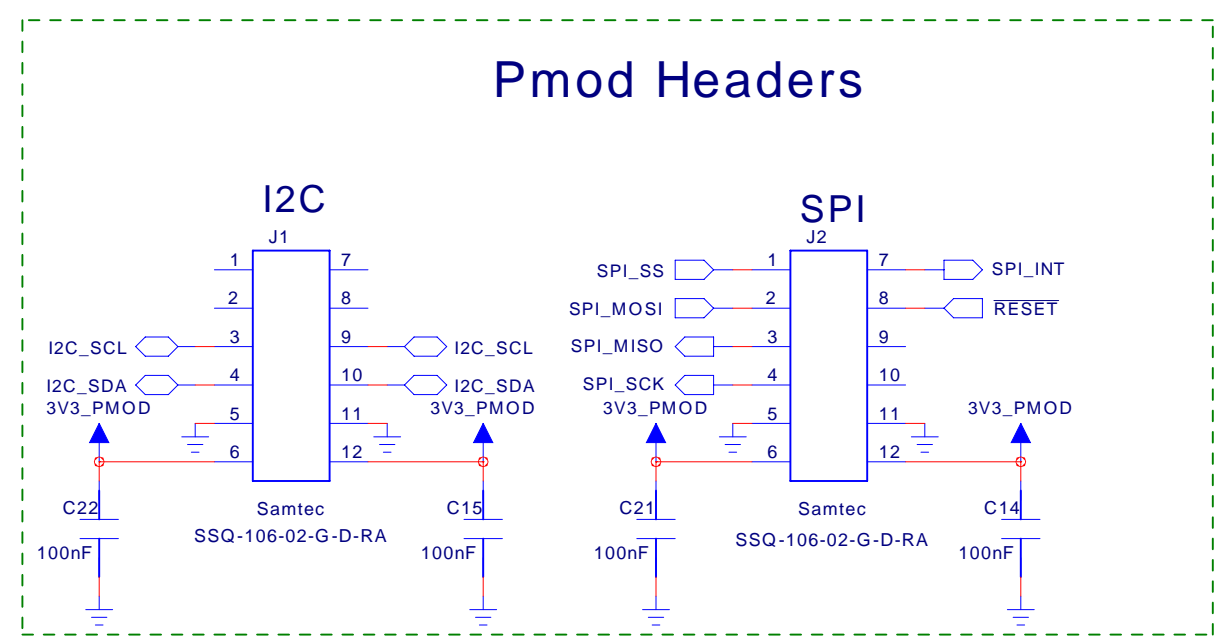 Pmod Headers
I2C
SPI
J1
J2
1 7
2 8
I2C_SCL 3 9 I2C_SCL
I2C_SDA 4 10 I2C_SDA
3V3_PMOD 5 11 3V3_PMOD
6 12
C22 C15
100nF 100nF
Samtec
SSQ-106-02-G-D-RA
SPI_SS 1 7 SPI_INT
SPI_MOSI 2 8 RESET
SPI_MISO 3 9
SPI_SCK 4 10
3V3_PMOD 5 11 3V3_PMOD
6 12
C21 C14
100nF 100nF
Samtec
SSQ-106-02-G-D-RA